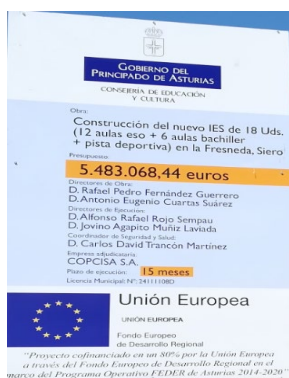 GOBIERNO DEL
PRINCIPADO DE ASTURIAS
CONSEJERÍA DE EDUCACIÓN
Y CULTURA
Obra:
Construcción del nuevo IES de 18 Uds.
(12 aulas eso + 6 aulas bachiller
+ pista deportiva) en la Fresneda, Siero
Presupuesto:
5.483.068,44 euros
Directores de Obra:
D. Rafael Pedro Fernández Guerrero
D. Antonio Eugenio Cuartas Suárez
Directores de Ejecución:
D. Alfonso Rafael Rojo Sempau
D. Jovino Agapito Muñiz Laviada
Coordinador de Seguridad y Salud:
D. Carlos David Trancón Martínez
Empresa adjudicataria:
COPCISA S.A.
Plazo de ejecución: 15 meses
Licencia Municipal Nº: 24111108D
Unión Europea
UNIÓN EUROPEA
Fondo Europeo
de Desarrollo Regional
"Proyecto cofinanciado en un 80% por la Unión Europea
a través del Fondo Europeo de Desarrollo Regional en el
marco del Programa Operativo FEDER de Asturias 2014-2020"